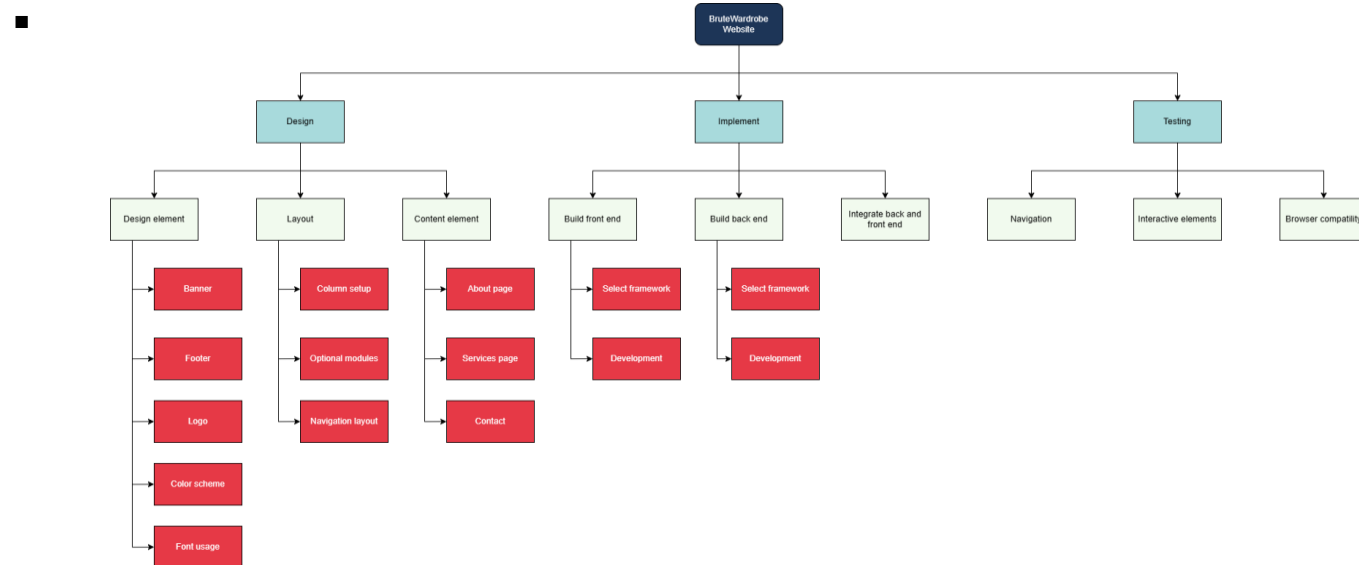 BruteWardrobe
Website
Design
Implement
Testing
Design element
Layout
Content element
Build front end
Build back end
Integrate back and
front end
Navigation
Interactive elements
Browser compatility
Banner
Column setup
About page
Select framework
Select framework
Footer
Optional modules
Services page
Development
Development
Logo
Navigation layout
Contact
Color scheme
Font usage